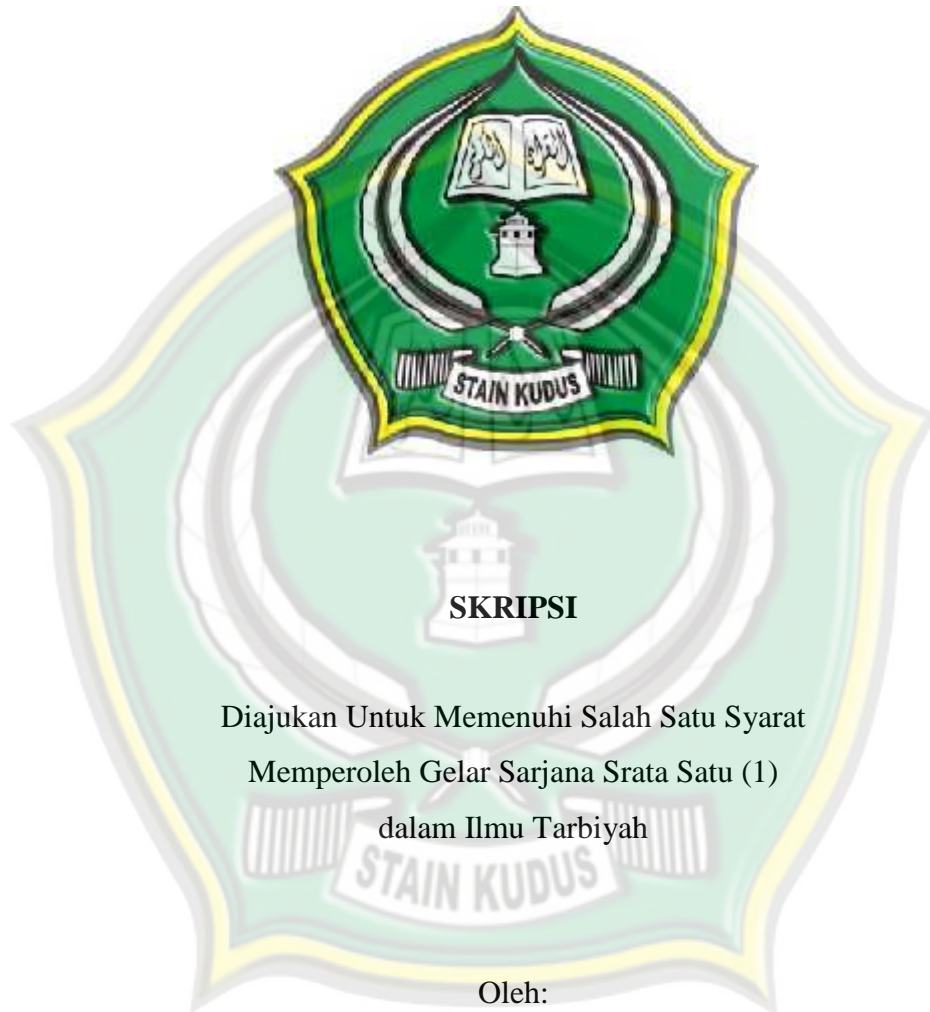 القرآن
STAIN KUDUS
SKRIPSI
Diajukan Untuk Memenuhi Salah Satu Syarat
Memperoleh Gelar Sarjana Srata Satu (1)
dalam Ilmu Tarbiyah
STAIN KUDUS
Oleh: